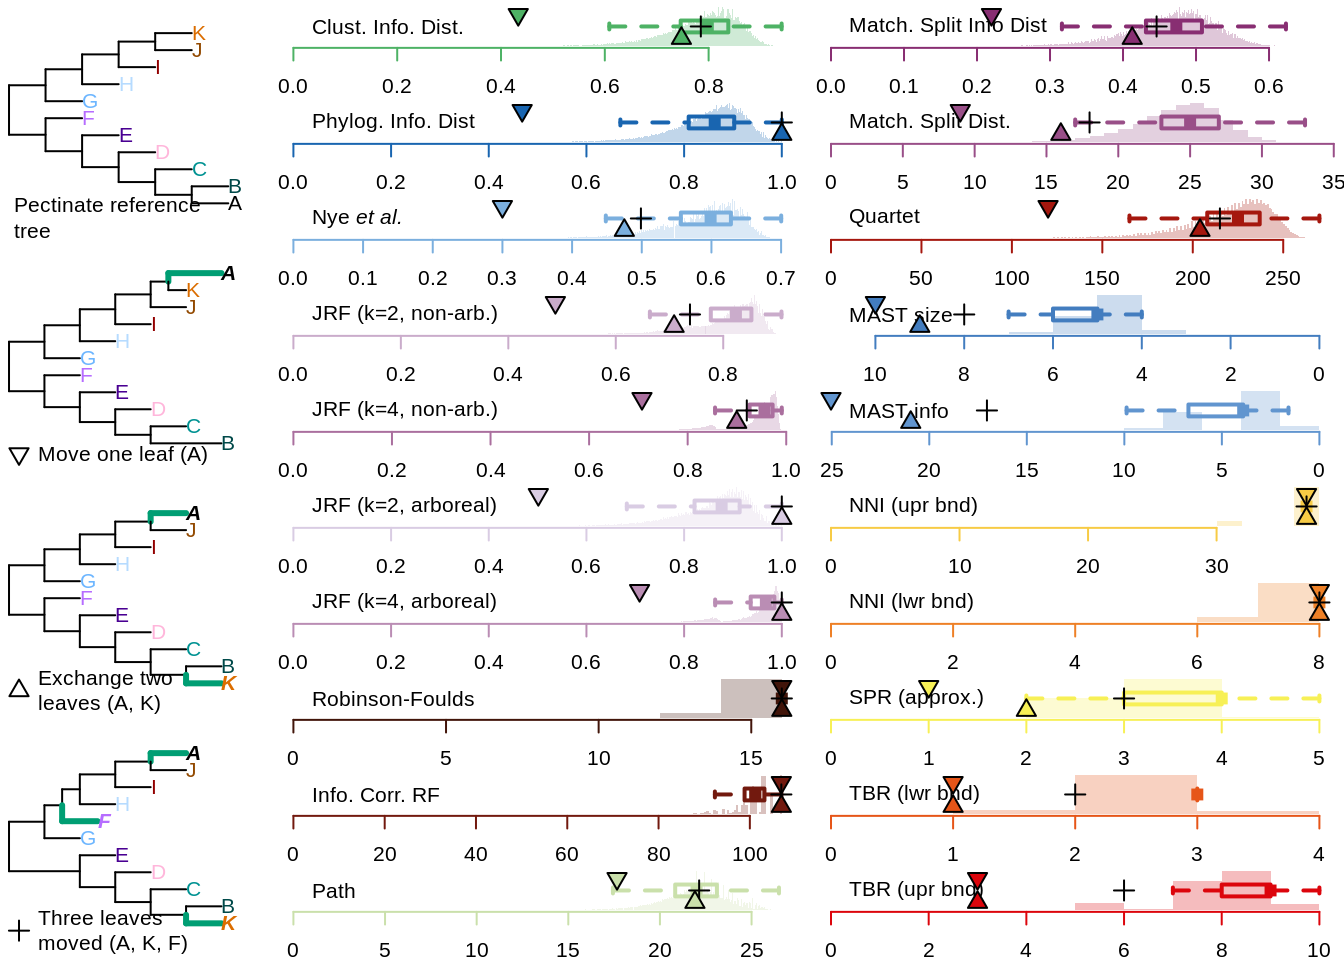 K
J
I
H
G
F
E
D
C
B
A
Pectinate reference
tree
A
K
J
I
H
G
F
E
D
C
B
Move one leaf (A)
A
J
I
H
G
F
E
D
C
B
K
Exchange two
leaves (A, K)
A
J
I
H
F
G
E
D
C
B
K
Three leaves
moved (A, K, F)
Clust. Info. Dist.
0.0 0.2 0.4 0.6 0.8
Phylog. Info. Dist
0.0 0.2 0.4 0.6 0.8 1.0
Nye et al.
0.0 0.1 0.2 0.3 0.4 0.5 0.6 0.7
JRF (k=2, non-arb.)
0.0 0.2 0.4 0.6 0.8
JRF (k=4, non-arb.)
0.0 0.2 0.4 0.6 0.8 1.0
JRF (k=2, arboreal)
0.0 0.2 0.4 0.6 0.8 1.0
JRF (k=4, arboreal)
0.0 0.2 0.4 0.6 0.8 1.0
Robinson-Foulds
0 5 10 15
Info. Corr. RF
0 20 40 60 80 100
Path
0 5 10 15 20 25
Match. Split Info Dist
0.0 0.1 0.2 0.3 0.4 0.5 0.6
Match. Split Dist.
0 5 10 15 20 25 30 35
Quartet
0 50 100 150 200 250
MAST size
10 8 6 4 2 0
MAST info
25 20 15 10 5 0
NNI (upr bnd)
0 10 20 30
NNI (lwr bnd)
0 2 4 6 8
SPR (approx.)
0 1 2 3 4 5
TBR (lwr bnd)
0 1 2 3 4
TBR (upr bnd)
0 2 4 6 8 10